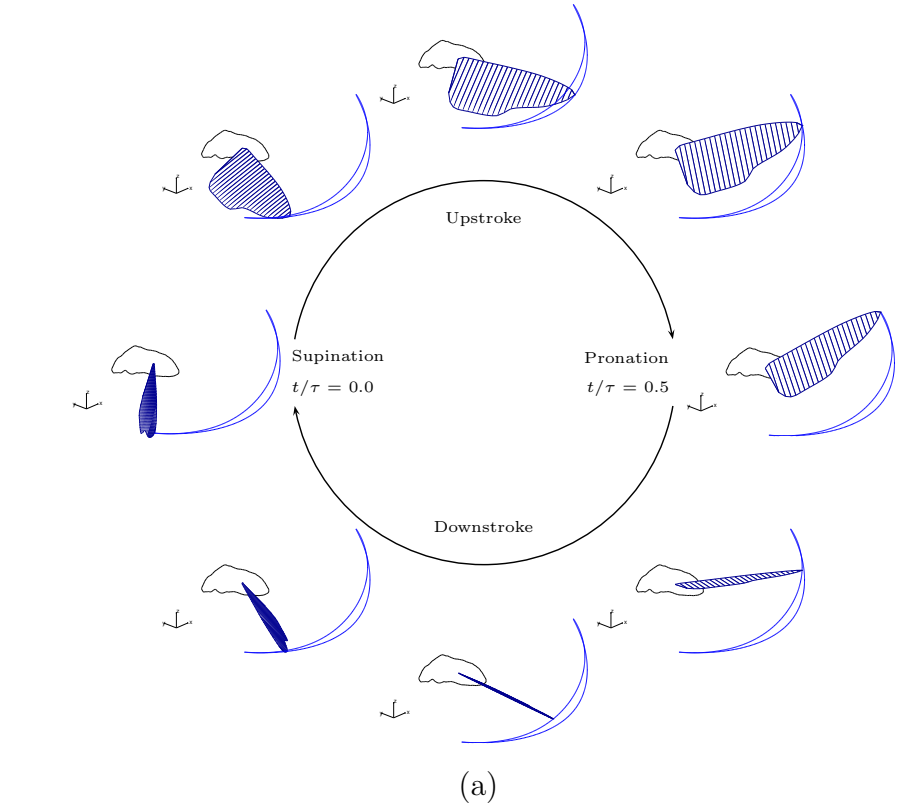 Upstroke
Supination
t/τ = 0.0
Pronation
t/τ = 0.5
Downstroke
(a)